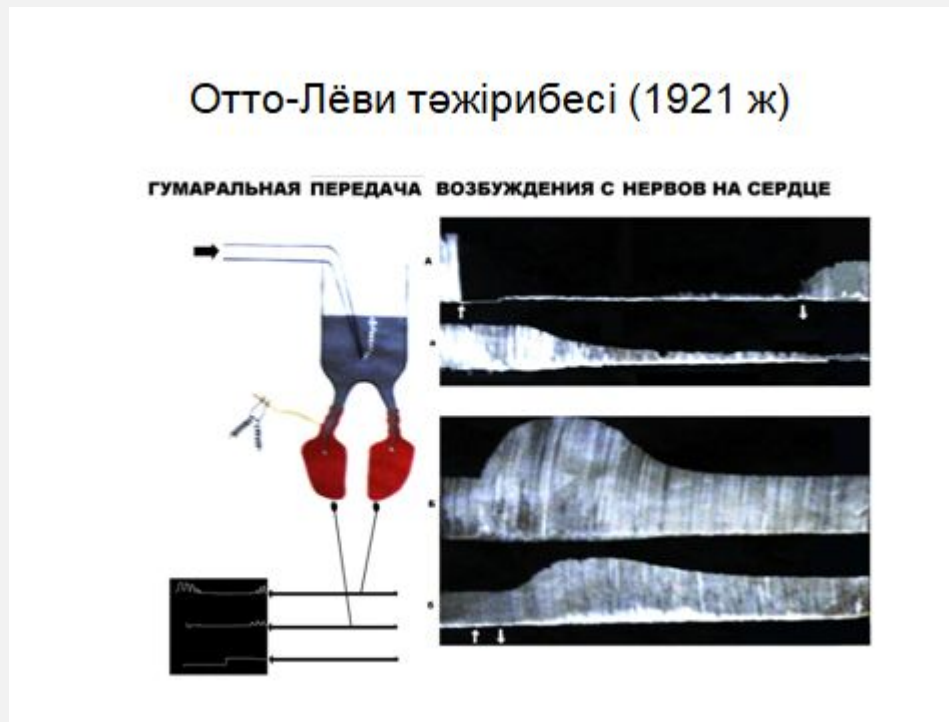 Отто-Лёви тәжірибесі (1921 ж)
ГУМАРАЛЬНАЯ ПЕРЕДАЧА ВОЗБУЖДЕНИЯ С НЕРВОВ НА СЕРДЦЕ
А
а
Б
б